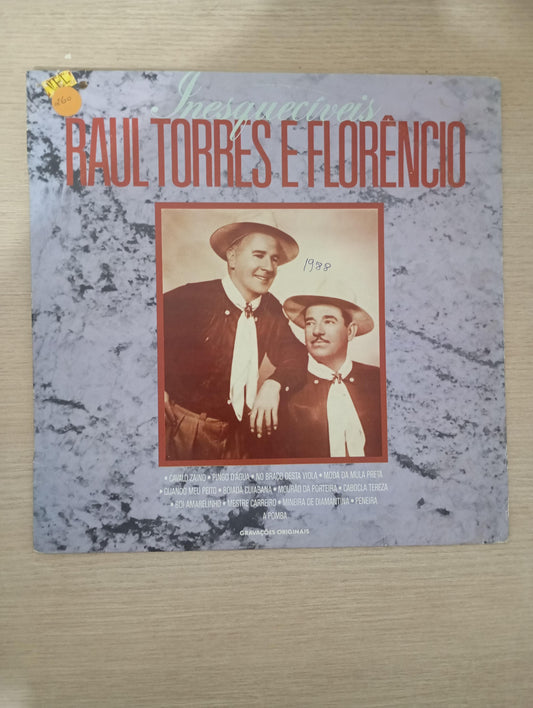 Inesquecíveis
RAUL TORRES E FLORÊNCIO
1988
• CAVALO ZAINO • PINGO D'ÁGUA • NO BRAÇO DESTA VIOLA • MODA DA MULA PRETA
• QUANDO MEU PEITO • BOIADA CUIABANA • MOURÃO DA PORTEIRA • CABOCLA TEREZA
• BOI AMARELINHO • MESTRE CARREIRO • MINEIRA DE DIAMANTINA • PENEIRA
A POMBA
GRAVAÇÕES ORIGINAIS